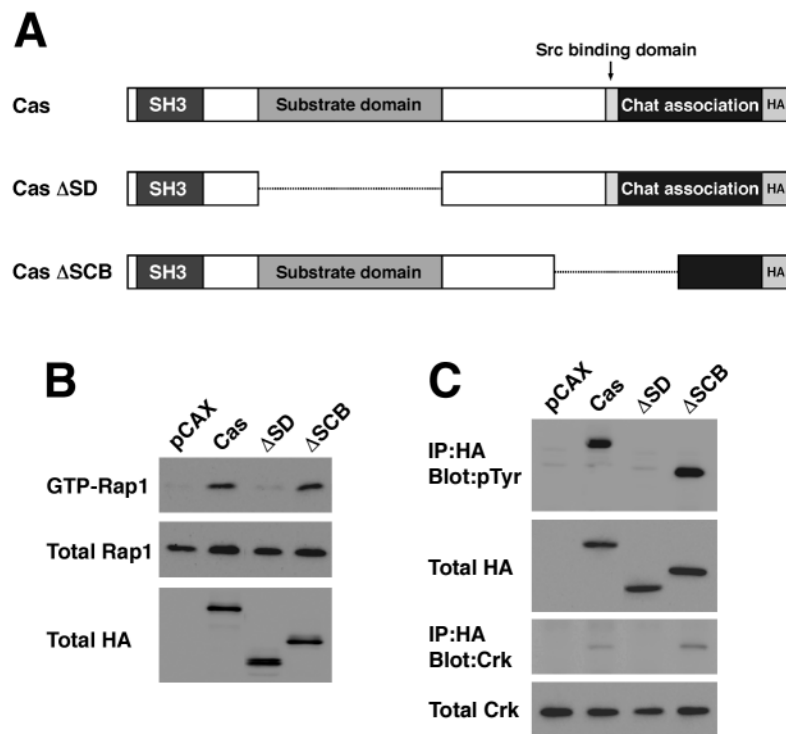 A
Src binding domain
Cas SH3 Substrate domain Chat association HA
Cas ΔSD SH3 Chat association HA
Cas ΔSCB SH3 Substrate domain HA
B
pCAX Cas ΔSD ΔSCB
GTP-Rap1
Total Rap1
Total HA
C
pCAX Cas ΔSD ΔSCB
IP:HA
Blot:pTyr
Total HA
IP:HA
Blot:Crk
Total Crk